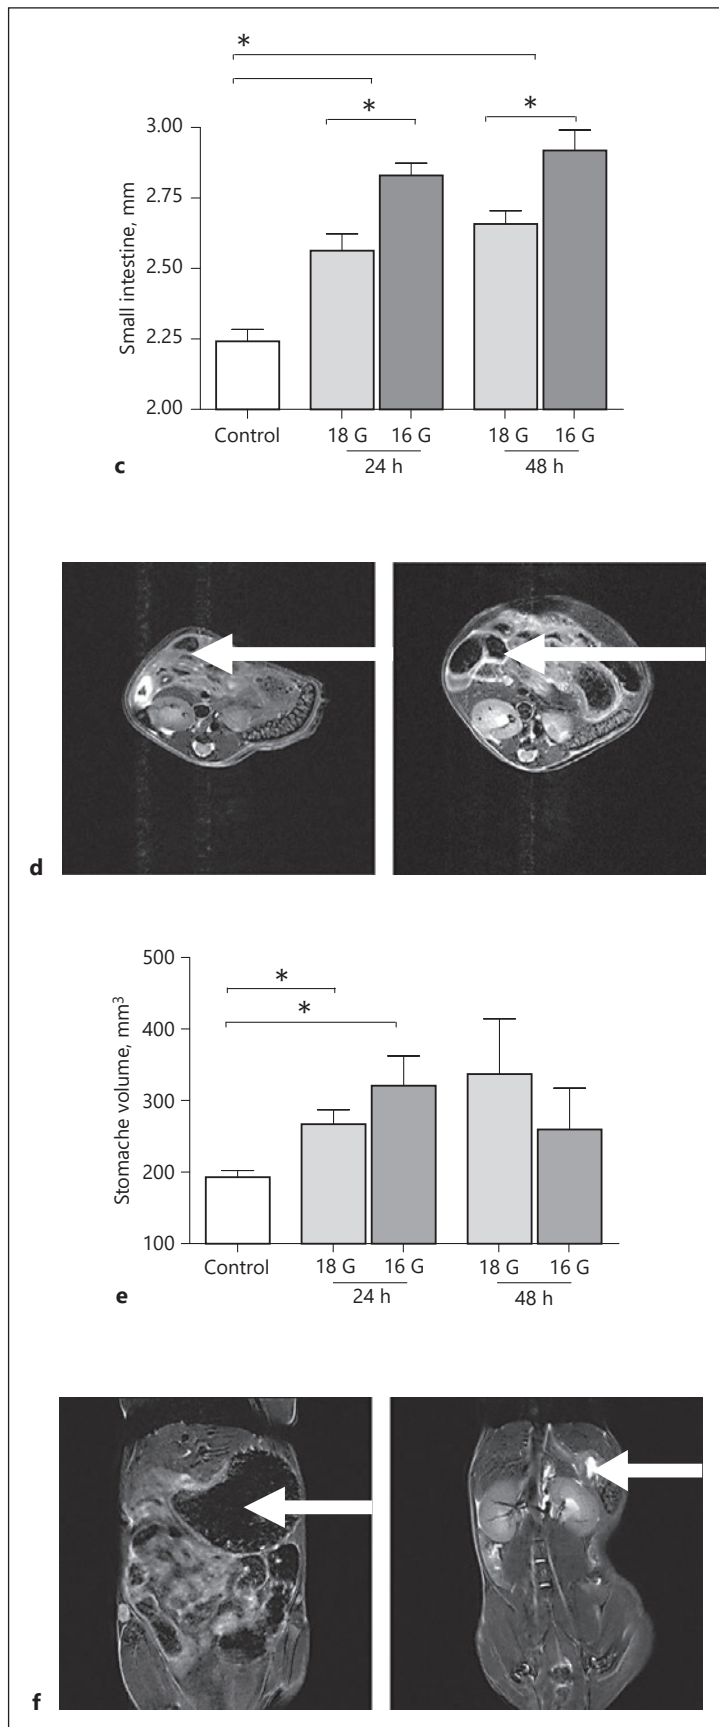 *
* *
3.00
2.75
2.50
2.25
2.00
Small intestine, mm
Control 18 G 16 G 18 G 16 G
24 h 48 h
c
d
500
400
300
200
100
Stomache volume, mm³
*
*
Control 18 G 16 G 18 G 16 G
24 h 48 h
e
f